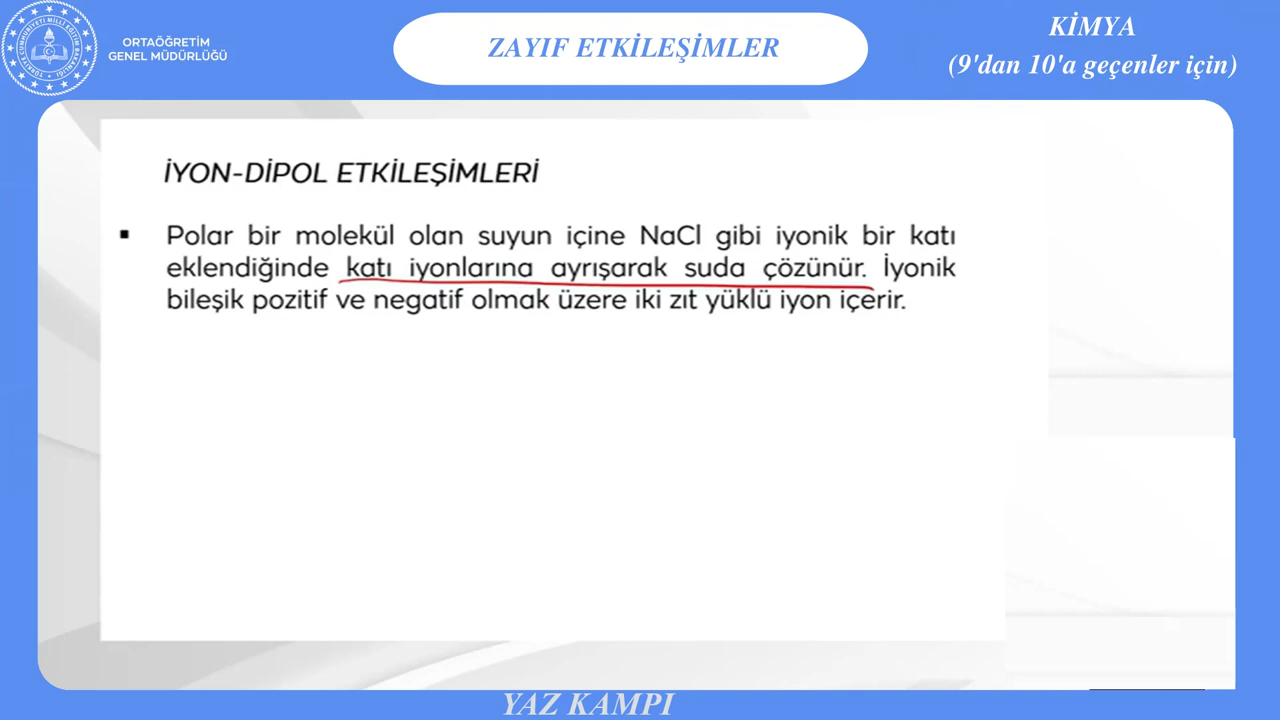 ORTAÖĞRETİM
GENEL MÜDÜRLÜĞÜ
ZAYIF ETKİLEŞİMLER
KİMYA
(9'dan 10'a geçenler için)
İYON-DİPOL ETKİLEŞİMLERİ
▪ Polar bir molekül olan suyun içine NaCl gibi iyonik bir katı
eklendiğinde katı iyonlarına ayrışarak suda çözünür. İyonik
bileşik pozitif ve negatif olmak üzere iki zıt yüklü iyon içerir.
YAZ KAMPI